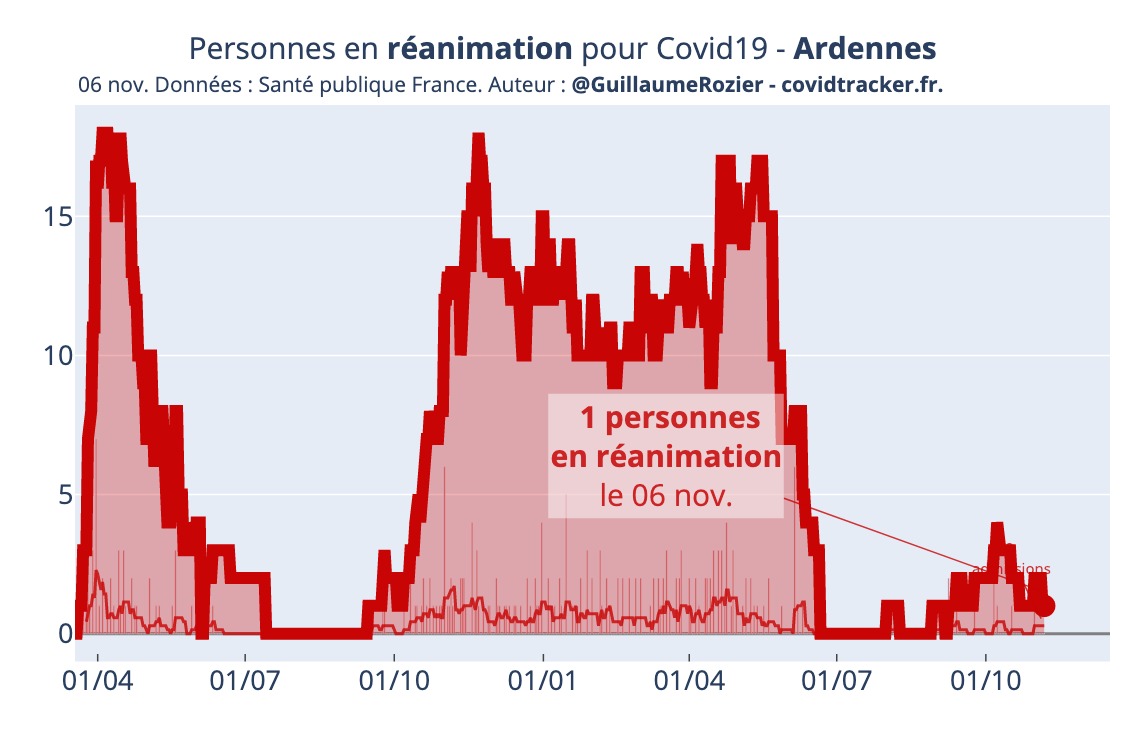 Personnes en réanimation pour Covid19 - Ardennes
06 nov. Données : Santé publique France. Auteur : @GuillaumeRozier - covidtracker.fr.
15
10
1 personnes
en réanimation
le 06 nov.
5
admissions
0
01/04 01/07 01/10 01/01 01/04 01/07 01/10